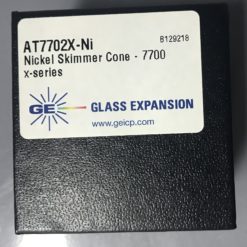 AT7702X-Ni
B129218
Nickel Skimmer Cone - 7700
x-series
GE
GLASS EXPANSION
www.geicp.com